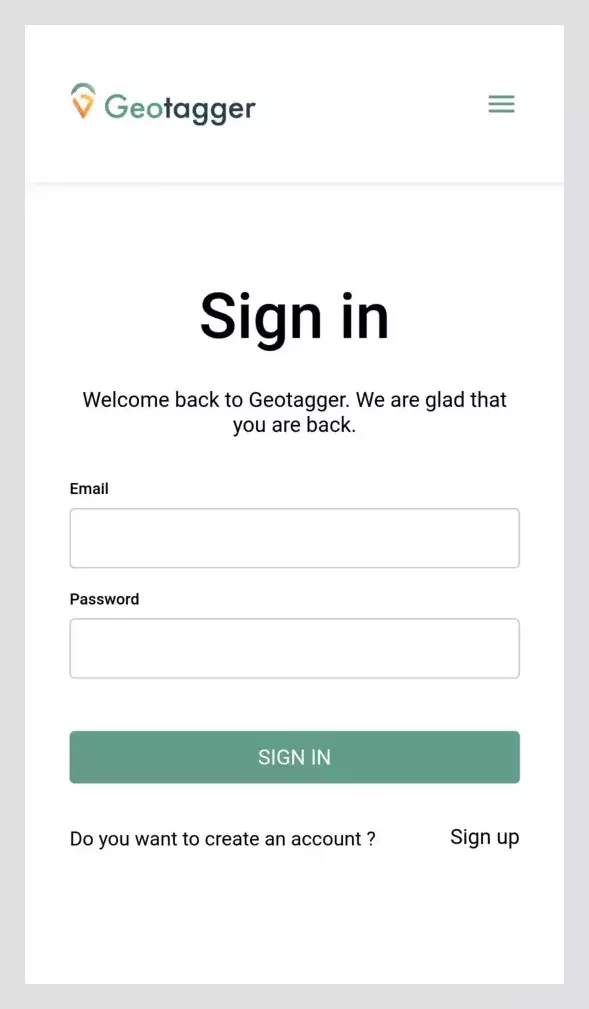 Geotagger
Sign in
Welcome back to Geotagger. We are glad that
you are back.
Email
Password
SIGN IN
Do you want to create an account ?
Sign up